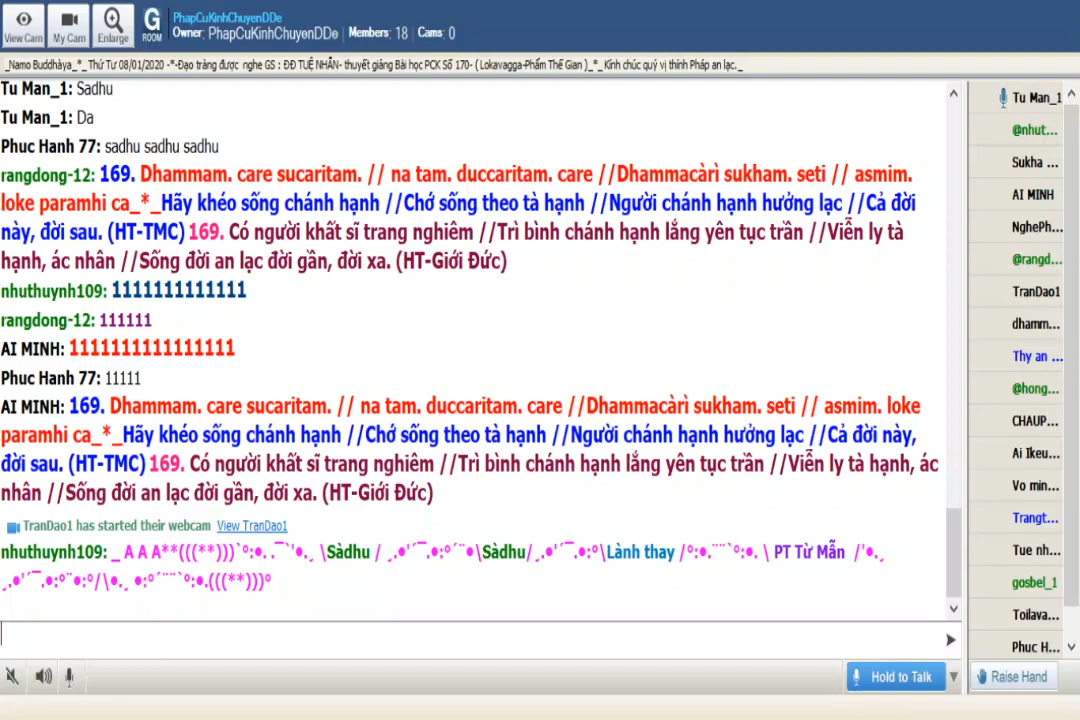 PhapCuKinhChuyenDDe
Owner: PhapCuKinhChuyenDDe Members: 18 Cams: 0
View Cam My Cam Enlarge G ROOM
_Namo Buddhàya_*_ Thứ Tư 08/01/2020 -*-Đạo tràng được nghe GS : ĐĐ TUỆ NHÂN- thuyết giảng Bài học PCK Số 170- ( Lokavagga-Phẩm Thế Gian )_*_ Kính chúc quý vị thính Pháp an lạc._
Tu Man_1: Sadhu
Tu Man_1: Da
Phuc Hanh 77: sadhu sadhu sadhu
rangdong-12: 169. Dhammam. care sucaritam. // na tam. duccaritam. care //Dhammacàrì sukham. seti // asmim.
loke paramhi ca_*_Hãy khéo sống chánh hạnh //Chớ sống theo tà hạnh //Người chánh hạnh hưởng lạc //Cả đời
này, đời sau. (HT-TMC) 169. Có người khất sĩ trang nghiêm //Trì bình chánh hạnh lắng yên tục trần //Viễn ly tà
hạnh, ác nhân //Sống đời an lạc đời gần, đời xa. (HT-Giới Đức)
nhuthuynh109: 1111111111111
rangdong-12: 111111
AI MINH: 1111111111111111
Phuc Hanh 77: 11111
AI MINH: 169. Dhammam. care sucaritam. // na tam. duccaritam. care //Dhammacàrì sukham. seti // asmim. loke
paramhi ca_*_Hãy khéo sống chánh hạnh //Chớ sống theo tà hạnh //Người chánh hạnh hưởng lạc //Cả đời này,
đời sau. (HT-TMC) 169. Có người khất sĩ trang nghiêm //Trì bình chánh hạnh lắng yên tục trần //Viễn ly tà hạnh, ác
nhân //Sống đời an lạc đời gần, đời xa. (HT-Giới Đức)
TranDao1 has started their webcam View TranDao1
nhuthuynh109: _ A A A**(((**)))`°:•. .¯`'•.¸ \Sàdhu / ¸.•'´¯.•:°´¨•\Sàdhu/¸.•'´¯.•:°\Lành thay /°:•.¨¨`°:•. \ PT Từ Mẫn /'•.¸
¸.•'´¯.•:°¨•:°/\•.¸ •:°´¨¨`°:•.(((**)))°
Tu Man_1
@nhut...
Sukha ...
AI MINH
NghePh...
@rangd...
TranDao1
dhamm...
Thy an ...
@hong...
CHAUP...
Ai Ikeu...
Vo min...
Trangt...
Tue nh...
gosbel_1
Toilava...
Phuc H...
Hold to Talk
Raise Hand